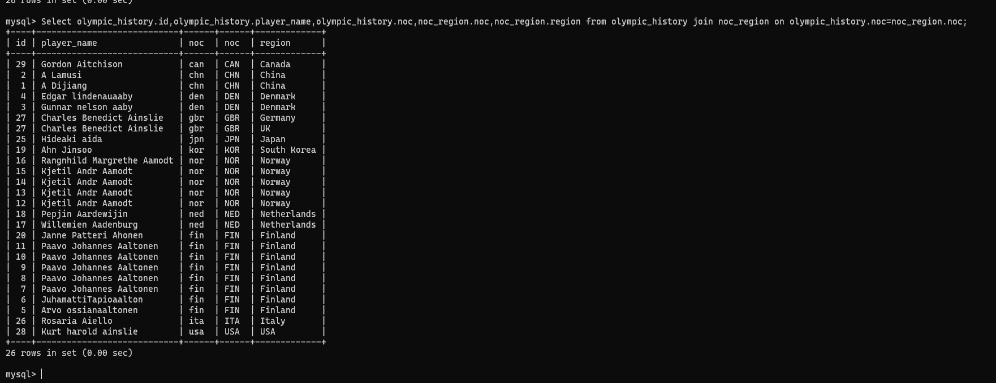 26 rows in set (0.00 sec)
mysql> Select olympic_history.id,olympic_history.player_name,olympic_history.noc,noc_region.noc,noc_region.region from olympic_history join noc_region on olympic_history.noc=noc_region.noc;
+----+----------------------------+------+-----+-------------+
| id | player_name | noc | noc | region |
+----+----------------------------+------+-----+-------------+
| 29 | Gordon Aitchison | can | CAN | Canada |
| 2 | A Lamusi | chn | CHN | China |
| 1 | A Dijiang | chn | CHN | China |
| 4 | Edgar lindenauaaby | den | DEN | Denmark |
| 3 | Gunnar nelson aaby | den | DEN | Denmark |
| 27 | Charles Benedict Ainslie | gbr | GBR | Germany |
| 27 | Charles Benedict Ainslie | gbr | GBR | UK |
| 25 | Hideaki aida | jpn | JPN | Japan |
| 19 | Ahn Jinsoo | kor | KOR | South Korea |
| 16 | Rangnhild Margrethe Aamodt | nor | NOR | Norway |
| 15 | Kjetil Andr Aamodt | nor | NOR | Norway |
| 14 | Kjetil Andr Aamodt | nor | NOR | Norway |
| 13 | Kjetil Andr Aamodt | nor | NOR | Norway |
| 12 | Kjetil Andr Aamodt | nor | NOR | Norway |
| 18 | Pepjin Aardewijin | ned | NED | Netherlands |
| 17 | Willemien Aadenburg | ned | NED | Netherlands |
| 20 | Janne Patteri Ahonen | fin | FIN | Finland |
| 11 | Paavo Johannes Aaltonen | fin | FIN | Finland |
| 10 | Paavo Johannes Aaltonen | fin | FIN | Finland |
| 9 | Paavo Johannes Aaltonen | fin | FIN | Finland |
| 8 | Paavo Johannes Aaltonen | fin | FIN | Finland |
| 7 | Paavo Johannes Aaltonen | fin | FIN | Finland |
| 6 | JuhamattiTapioaalton | fin | FIN | Finland |
| 5 | Arvo ossianaaltonen | fin | FIN | Finland |
| 26 | Rosaria Aiello | ita | ITA | Italy |
| 28 | Kurt harold ainslie | usa | USA | USA |
+----+----------------------------+------+-----+-------------+
26 rows in set (0.00 sec)
mysql>